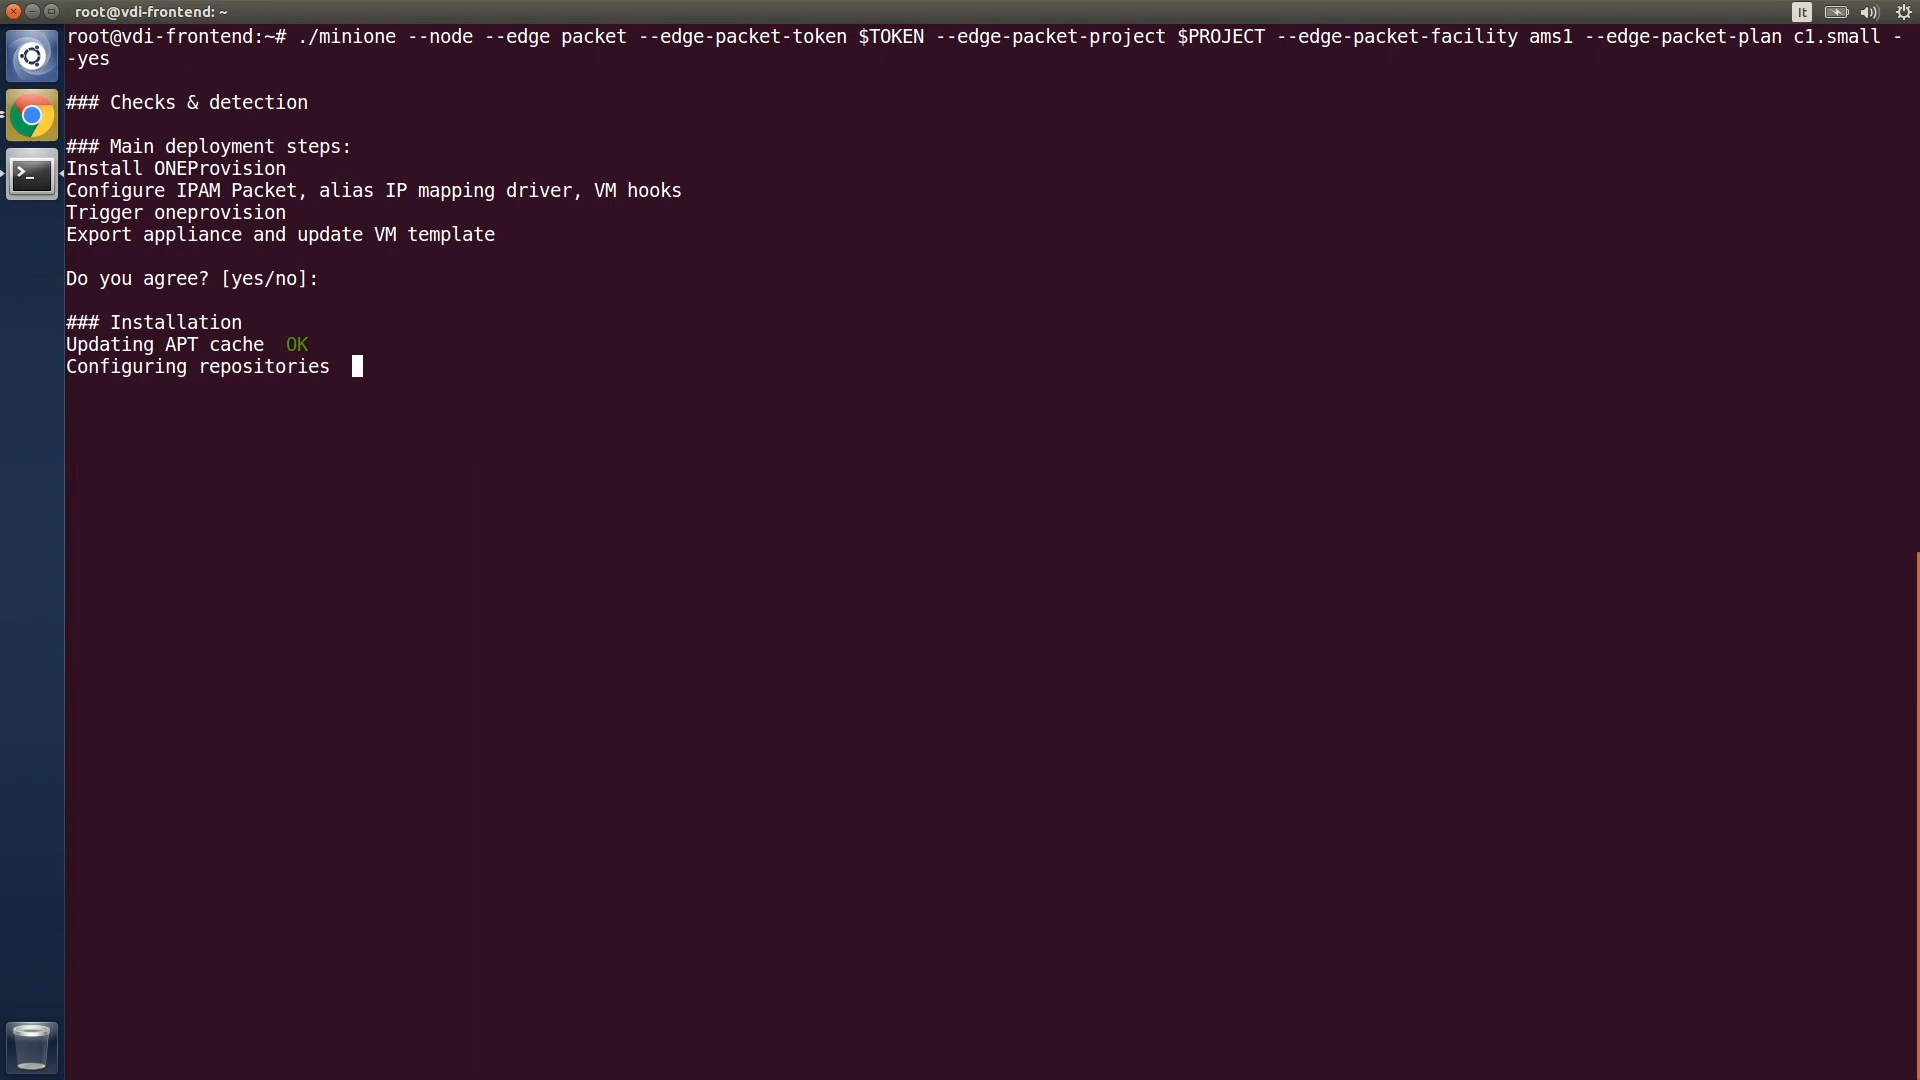 root@vdi-frontend: ~
It
root@vdi-frontend:~# ./minione --node --edge packet --edge-packet-token $TOKEN --edge-packet-project $PROJECT --edge-packet-facility ams1 --edge-packet-plan c1.small -
-yes
### Checks & detection
### Main deployment steps:
Install ONEProvision
Configure IPAM Packet, alias IP mapping driver, VM hooks
Trigger oneprovision
Export appliance and update VM template
Do you agree? [yes/no]:
### Installation
Updating APT cache  OK
Configuring repositories
>_